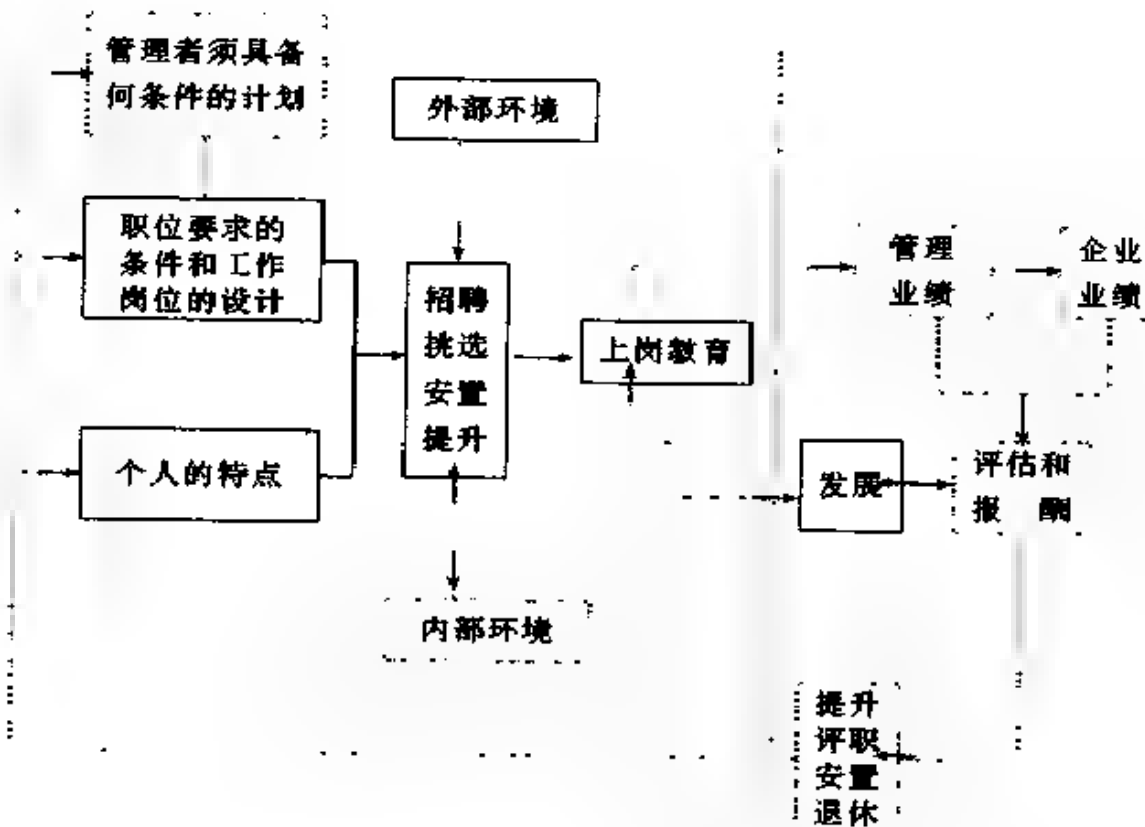 管理者须具备
何条件的计划
外部环境
职位要求的
条件和工作
岗位的设计
招聘
挑选
安置
提升
上岗教育
管理
业绩
企业
业绩
个人的特点
发展
评估和
报 酬
内部环境
提升
评职
安置
退休